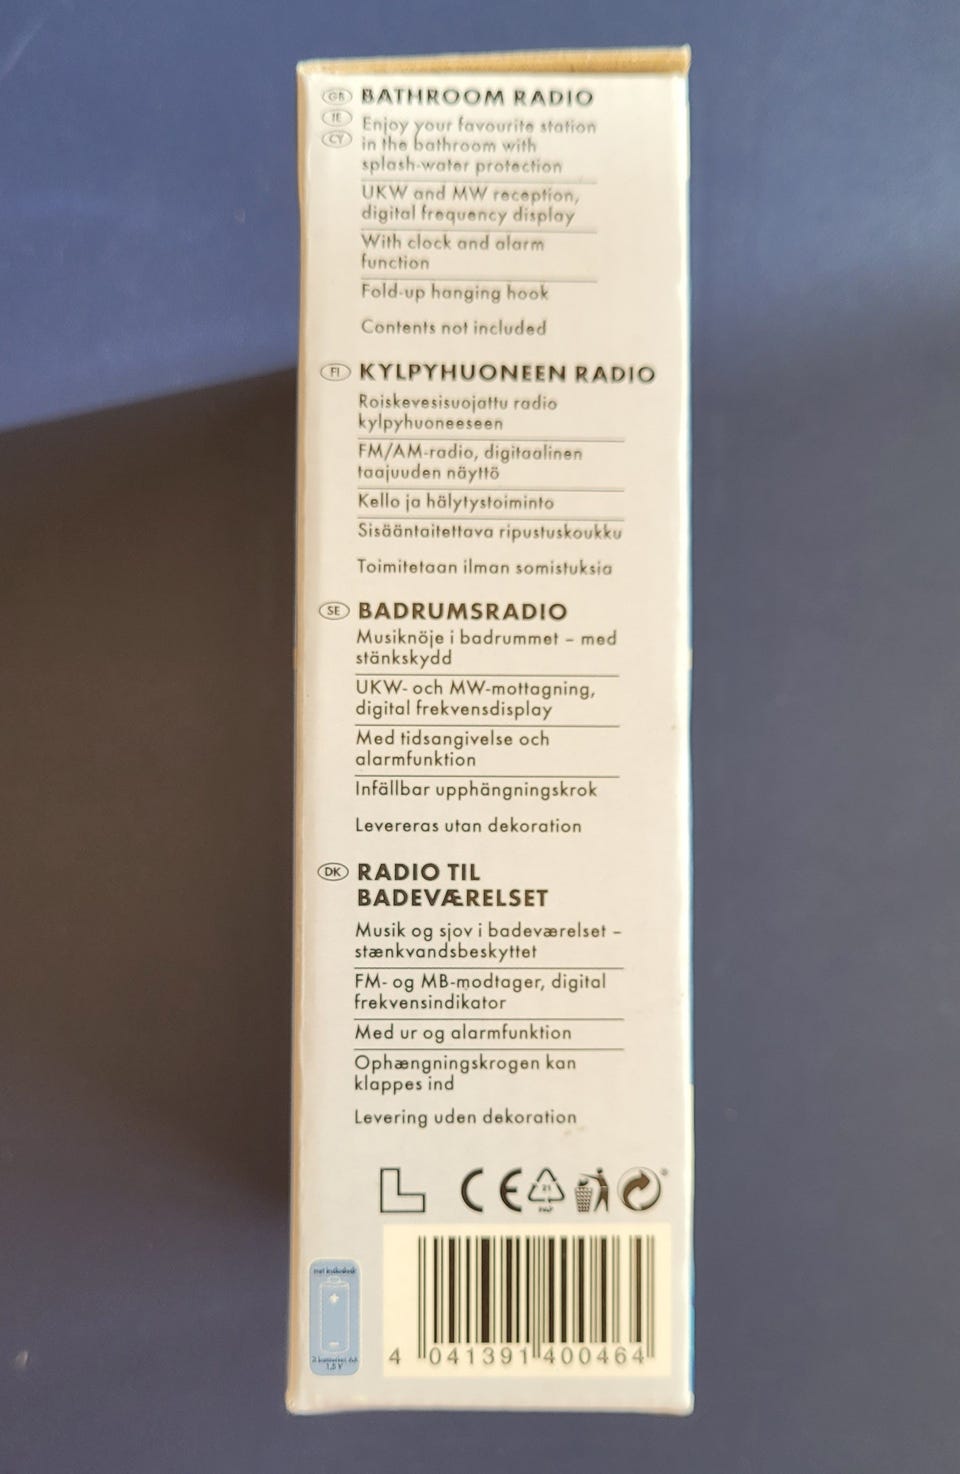 GB BATHROOM RADIO
IE Enjoy your favourite station
CY in the bathroom with
splash-water protection
UKW and MW reception,
digital frequency display
With clock and alarm
function
Fold-up hanging hook
Contents not included
FI KYLPYHUONEEN RADIO
Roiskevesisuojattu radio
kylpyhuoneeseen
FM/AM-radio, digitaalinen
taajuuden näyttö
Kello ja hälytystoiminto
Sisääntaitettava ripustuskoukku
Toimitetaan ilman somistuksia
SE BADRUMSRADIO
Musiknöje i badrummet – med
stänkskydd
UKW- och MW-mottagning,
digital frekvensdisplay
Med tidsangivelse och
alarmfunktion
Infällbar upphängningskrok
Levereras utan dekoration
DK RADIO TIL
BADEVÆRELSET
Musik og sjov i badeværelset –
stænkvandsbeskyttet
FM- og MB-modtager, digital
frekvensindikator
Med ur og alarmfunktion
Ophængningskrogen kan
klappes ind
Levering uden dekoration
CE 21 PAP
1,5 V
4 041391 400464